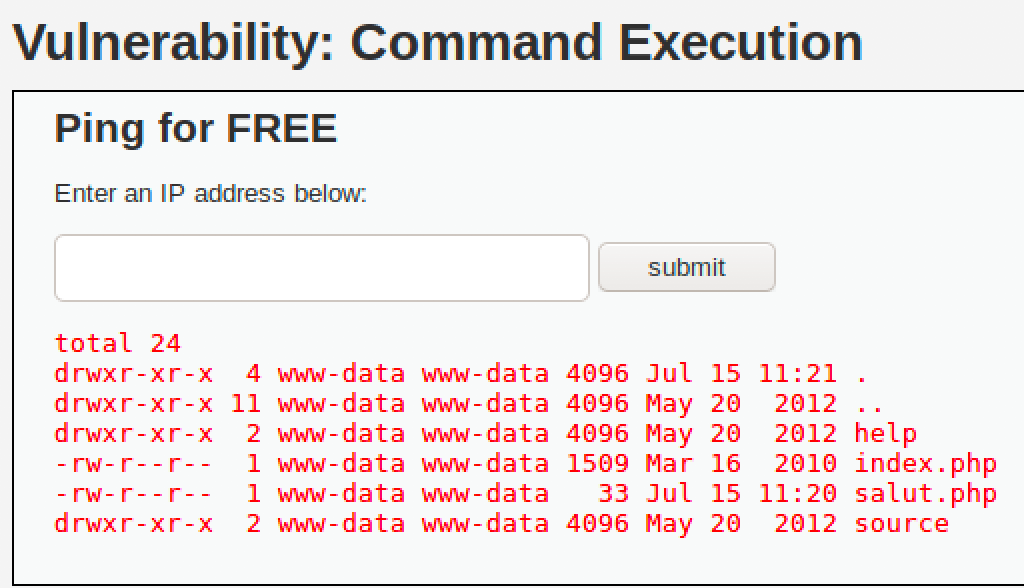 Vulnerability: Command Execution
Ping for FREE
Enter an IP address below:
submit
total 24
drwxr-xr-x  4 www-data www-data 4096 Jul 15 11:21 .
drwxr-xr-x 11 www-data www-data 4096 May 20  2012 ..
drwxr-xr-x  2 www-data www-data 4096 May 20  2012 help
-rw-r--r--  1 www-data www-data 1509 Mar 16  2010 index.php
-rw-r--r--  1 www-data www-data   33 Jul 15 11:20 salut.php
drwxr-xr-x  2 www-data www-data 4096 May 20  2012 source